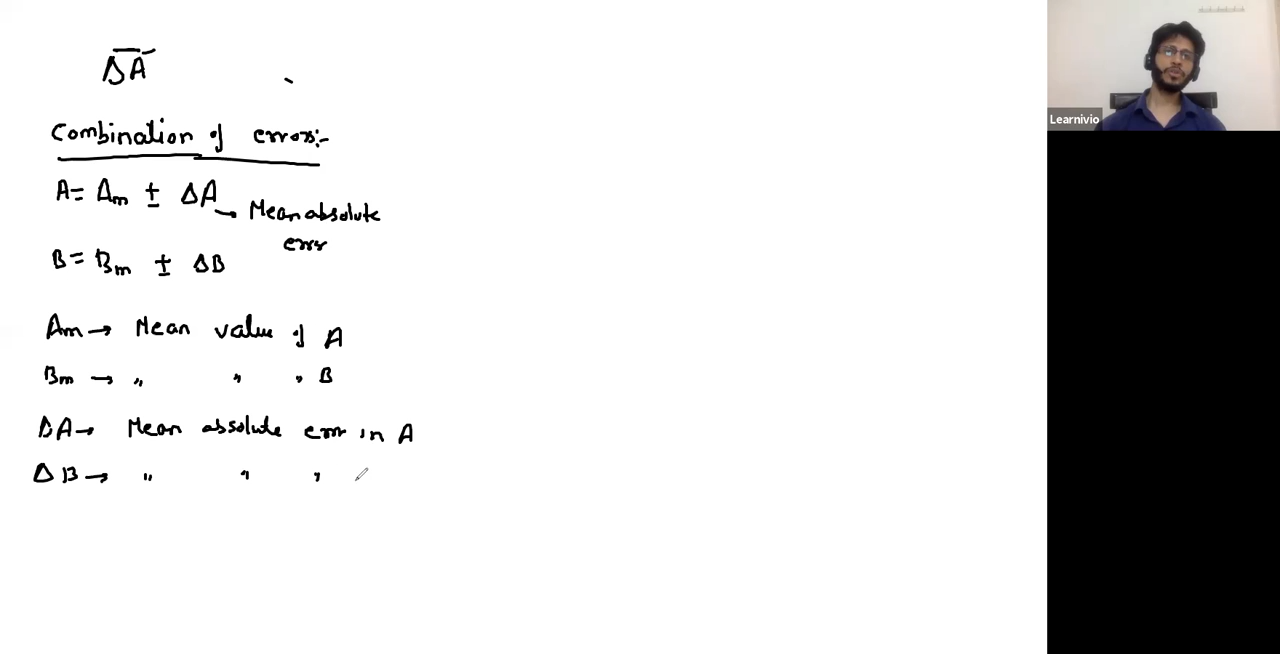 ΔA̅
Combination of errors:-
A = Am ± ΔA
→ Mean absolute
error
B = Bm ± ΔB
Am → Mean value of A
Bm → " " " B
ΔA → Mean absolute error in A
ΔB → " " "
Learnivio